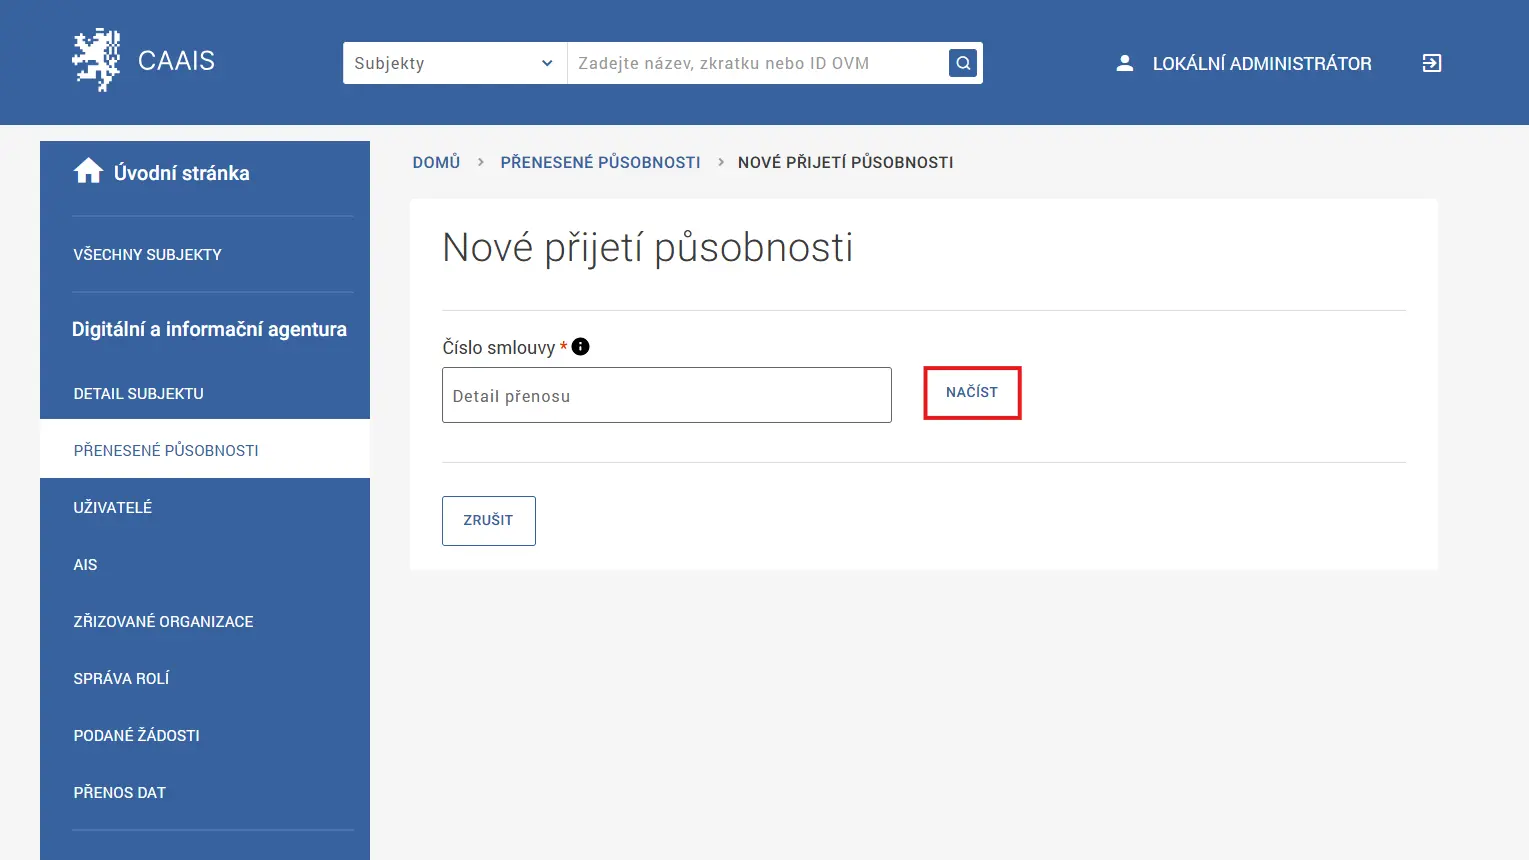 CAAIS
Subjekty
Zadejte název, zkratku nebo ID OVM
LOKÁLNÍ ADMINISTRÁTOR
Úvodní stránka
VŠECHNY SUBJEKTY
Digitální a informační agentura
DETAIL SUBJEKTU
PŘENESENÉ PŮSOBNOSTI
UŽIVATELÉ
AIS
ZŘIZOVANÉ ORGANIZACE
SPRÁVA ROLÍ
PODANÉ ŽÁDOSTI
PŘENOS DAT
DOMŮ > PŘENESENÉ PŮSOBNOSTI > NOVÉ PŘIJETÍ PŮSOBNOSTI
Nové přijetí působnosti
Číslo smlouvy *
Detail přenosu
NAČÍST
ZRUŠIT